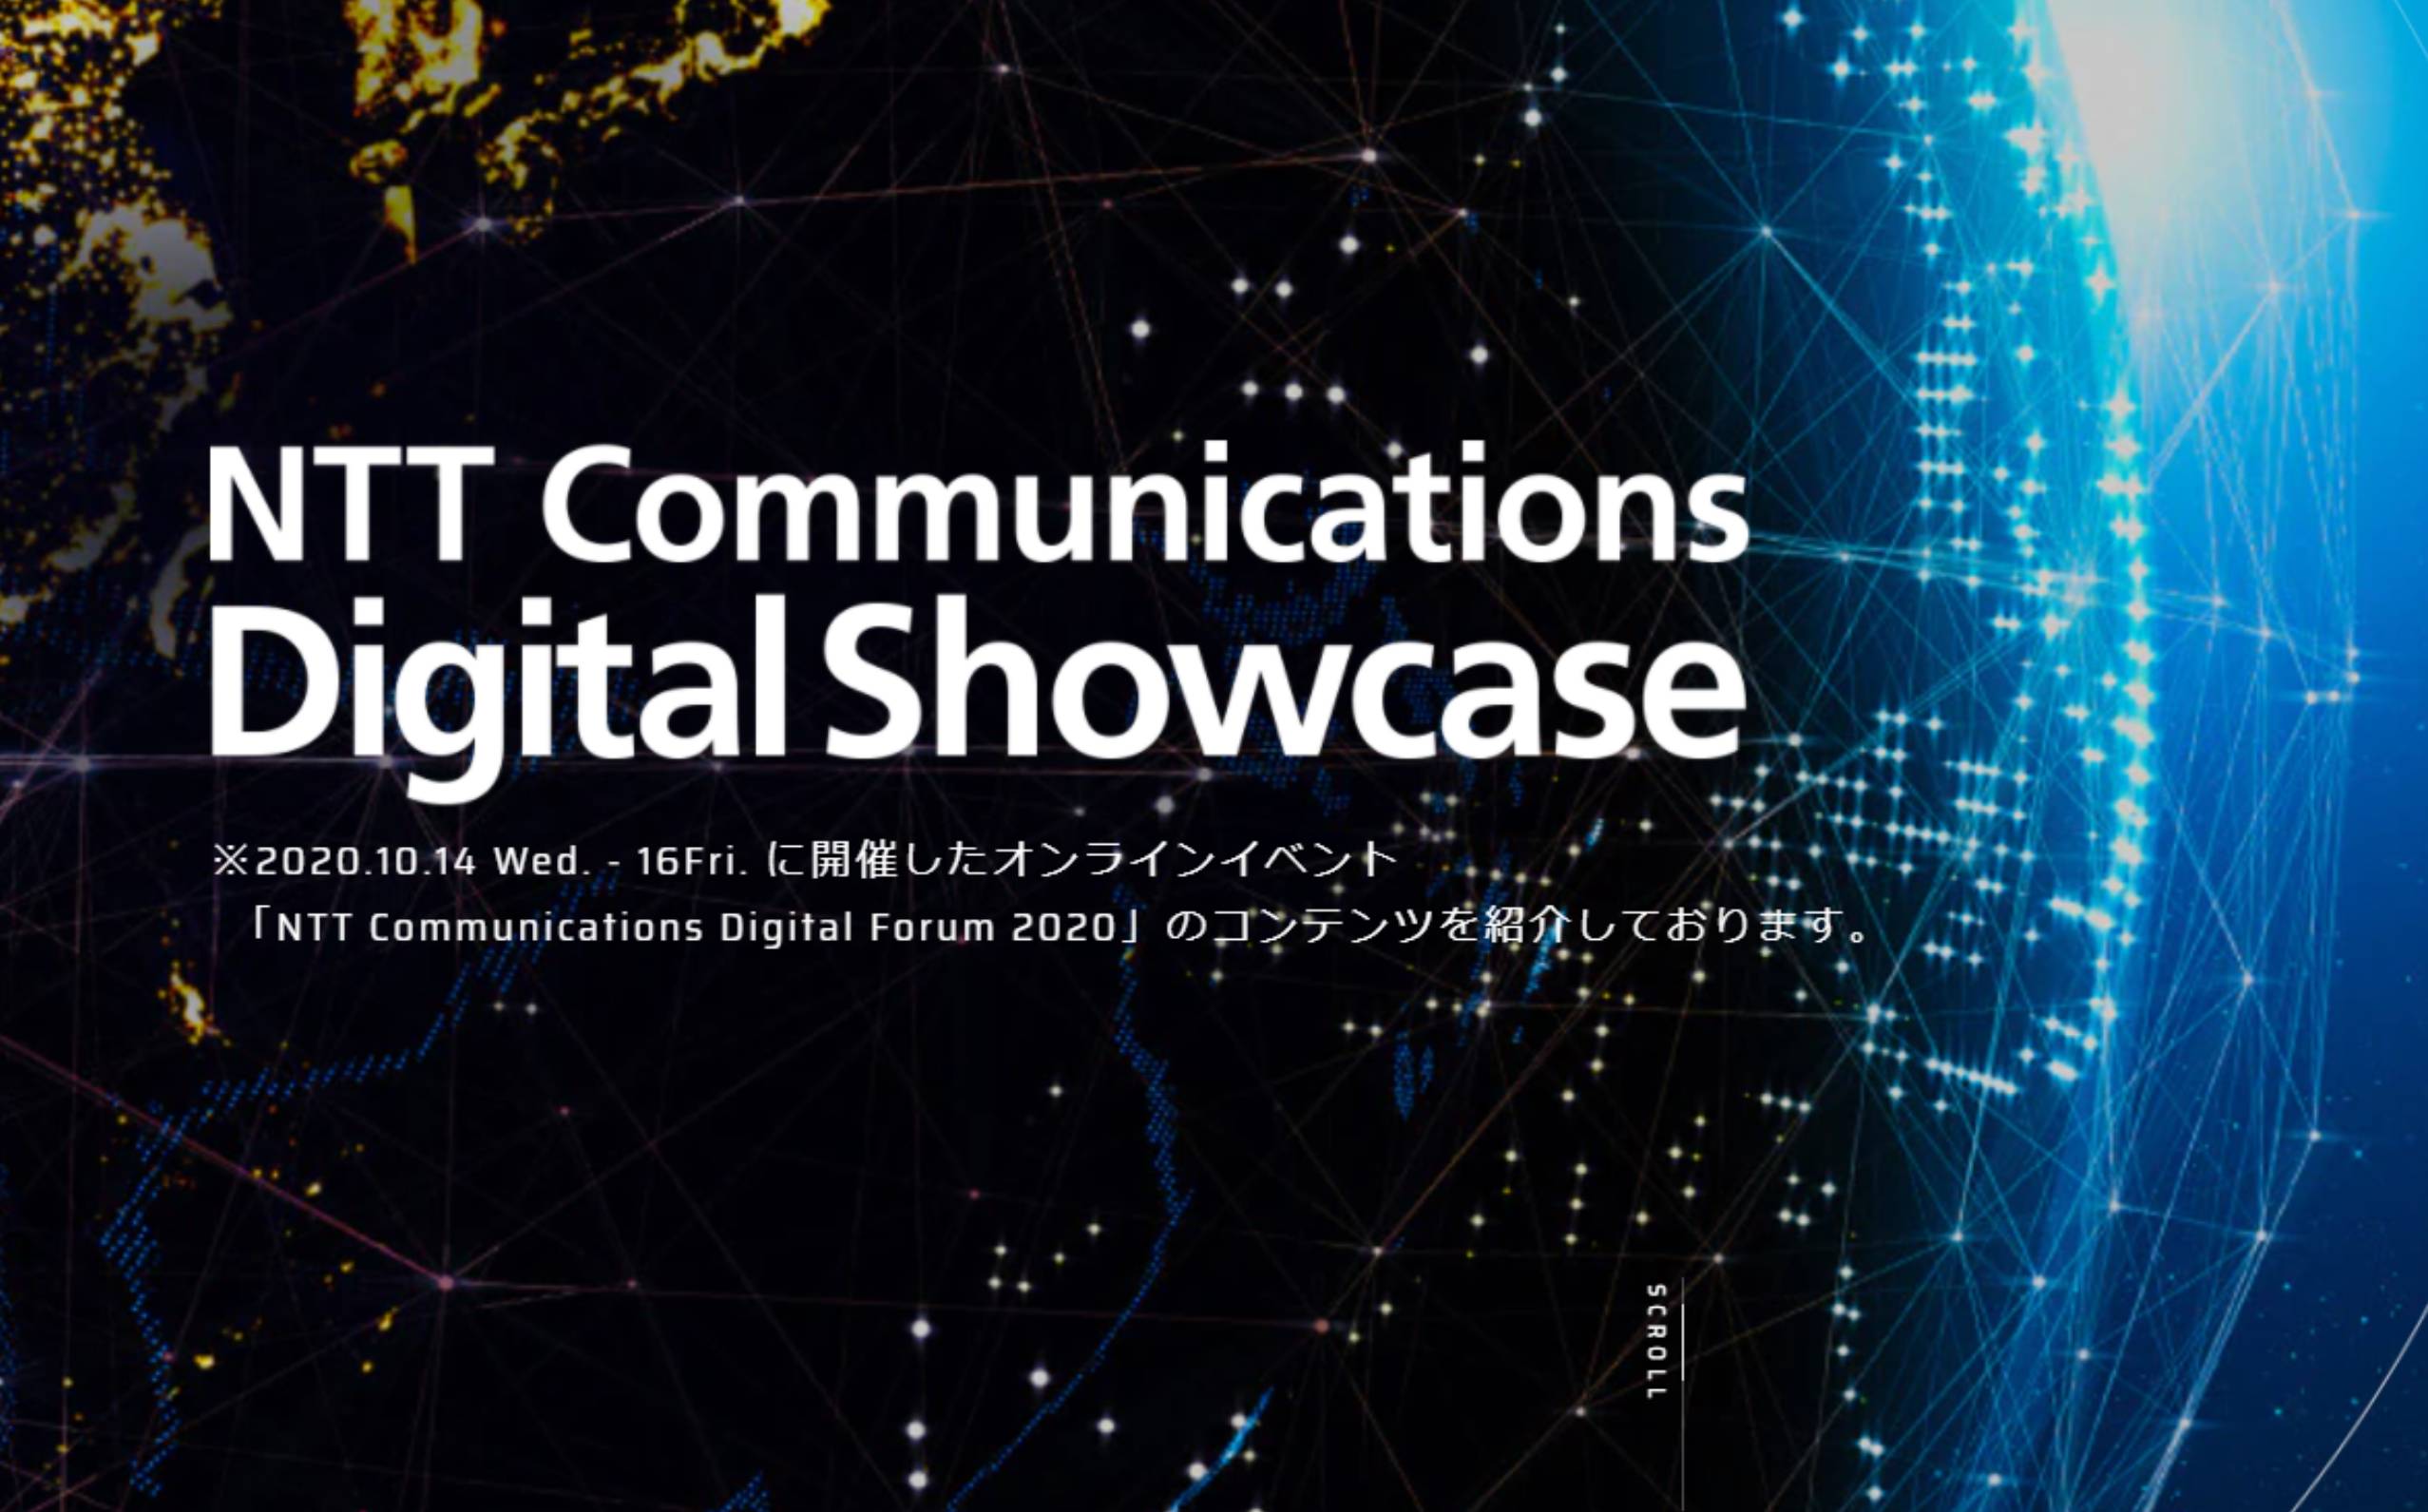 NTT Communications
Digital Showcase
※2020.10.14 Wed. - 16Fri. に開催したオンラインイベント
「NTT Communications Digital Forum 2020」のコンテンツを紹介しております。
SCROLL